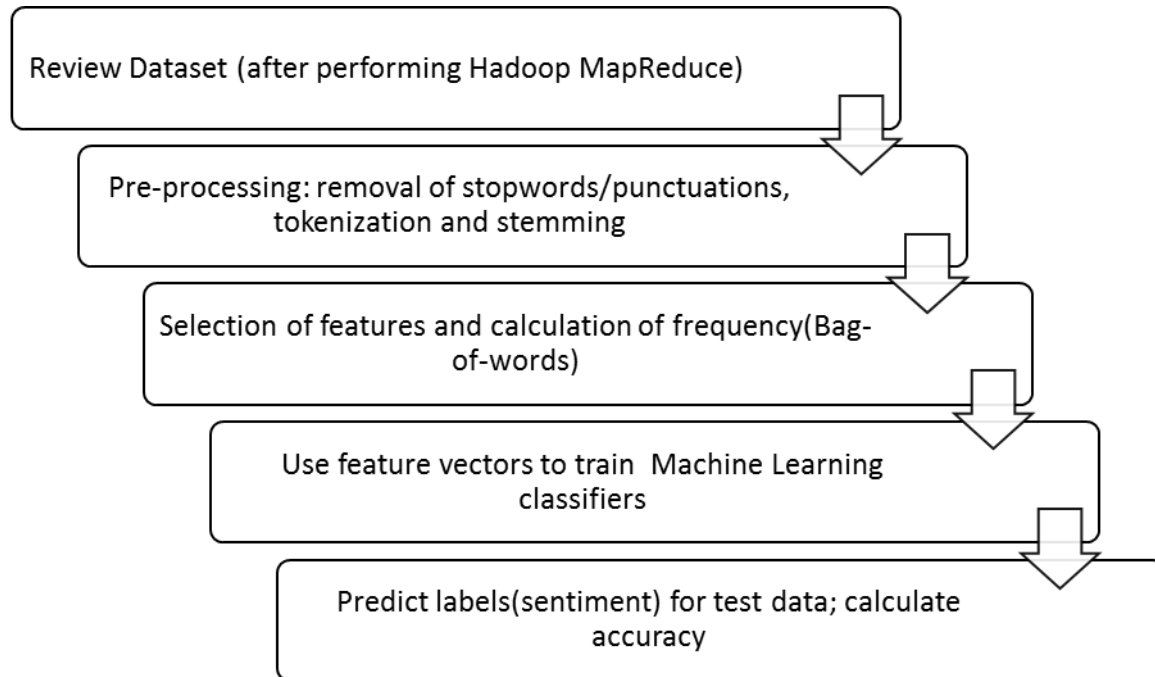 Review Dataset (after performing Hadoop MapReduce)
Pre-processing: removal of stopwords/punctuations,
tokenization and stemming
Selection of features and calculation of frequency(Bag-
of-words)
Use feature vectors to train  Machine Learning
classifiers
Predict labels(sentiment) for test data; calculate
accuracy